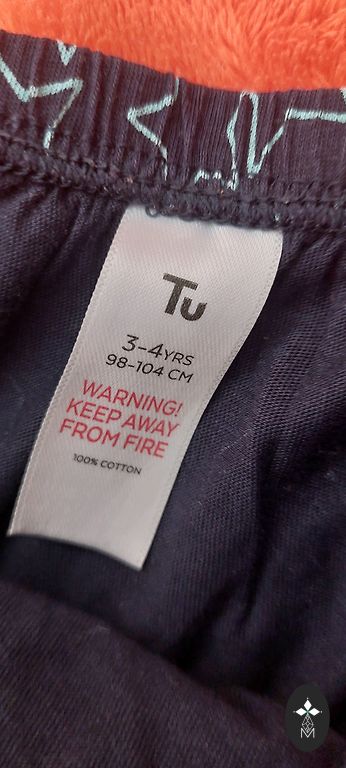 Tu
3-4YRS
98-104 CM
WARNING!
KEEP AWAY
FROM FIRE
100% COTTON
M